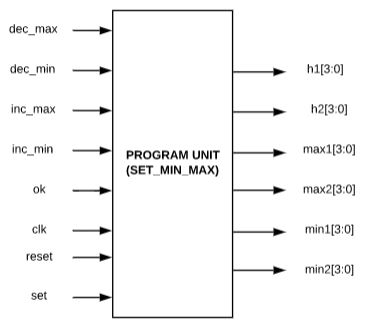 dec_max
dec_min
inc_max
inc_min
ok
clk
reset
set
PROGRAM UNIT
(SET_MIN_MAX)
h1[3:0]
h2[3:0]
max1[3:0]
max2[3:0]
min1[3:0]
min2[3:0]